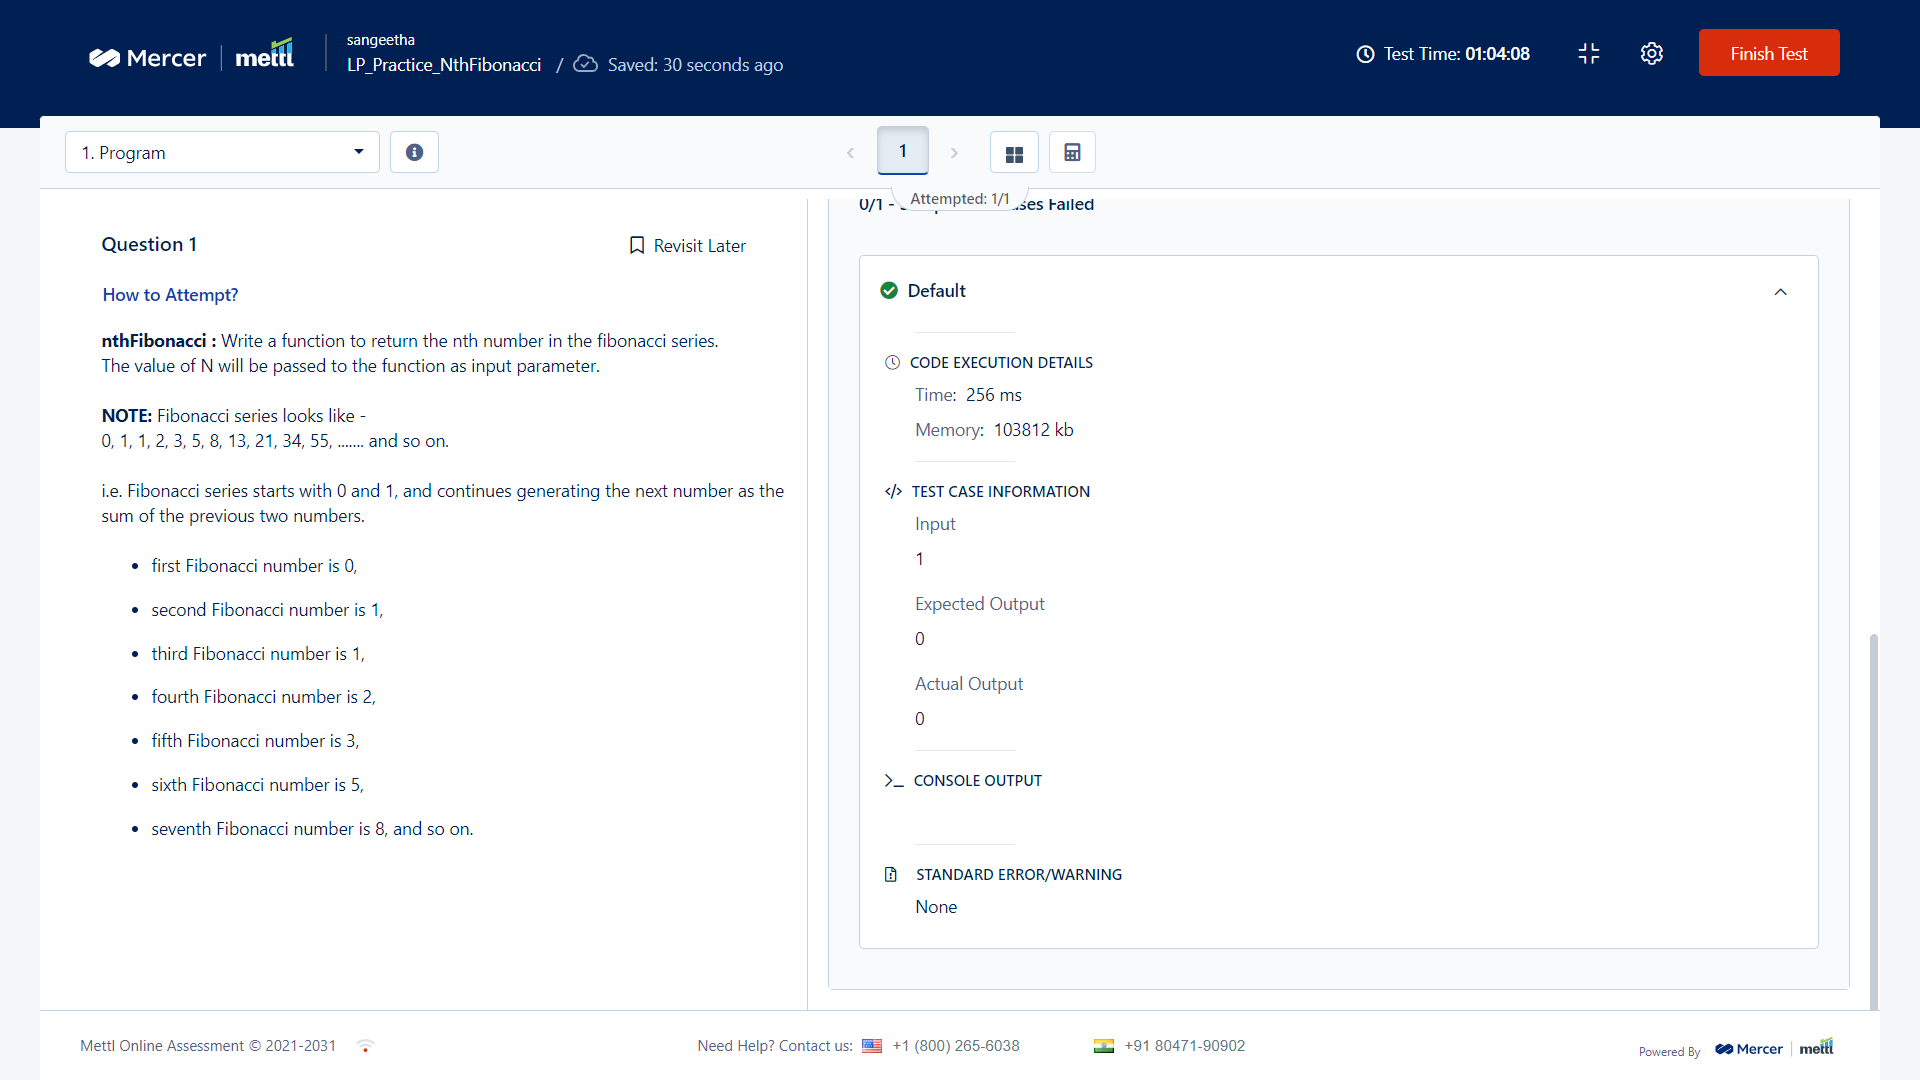 Mercer
mettl
sangeetha
LP_Practice_NthFibonacci / Saved: 30 seconds ago
Test Time: 01:04:08
Finish Test
1. Program
1
Attempted: 1/1
Question 1
Revisit Later
How to Attempt?
nthFibonacci : Write a function to return the nth number in the fibonacci series.
The value of N will be passed to the function as input parameter.
NOTE: Fibonacci series looks like -
0, 1, 1, 2, 3, 5, 8, 13, 21, 34, 55, ....... and so on.
i.e. Fibonacci series starts with 0 and 1, and continues generating the next number as the
sum of the previous two numbers.
• first Fibonacci number is 0,
• second Fibonacci number is 1,
• third Fibonacci number is 1,
• fourth Fibonacci number is 2,
• fifth Fibonacci number is 3,
• sixth Fibonacci number is 5,
• seventh Fibonacci number is 8, and so on.
0/1 - Failed
Default
CODE EXECUTION DETAILS
Time: 256 ms
Memory: 103812 kb
</> TEST CASE INFORMATION
Input
1
Expected Output
0
Actual Output
0
CONSOLE OUTPUT
STANDARD ERROR/WARNING
None
Mettl Online Assessment © 2021-2031
Need Help? Contact us: +1 (800) 265-6038
+91 80471-90902
Powered By Mercer mettl